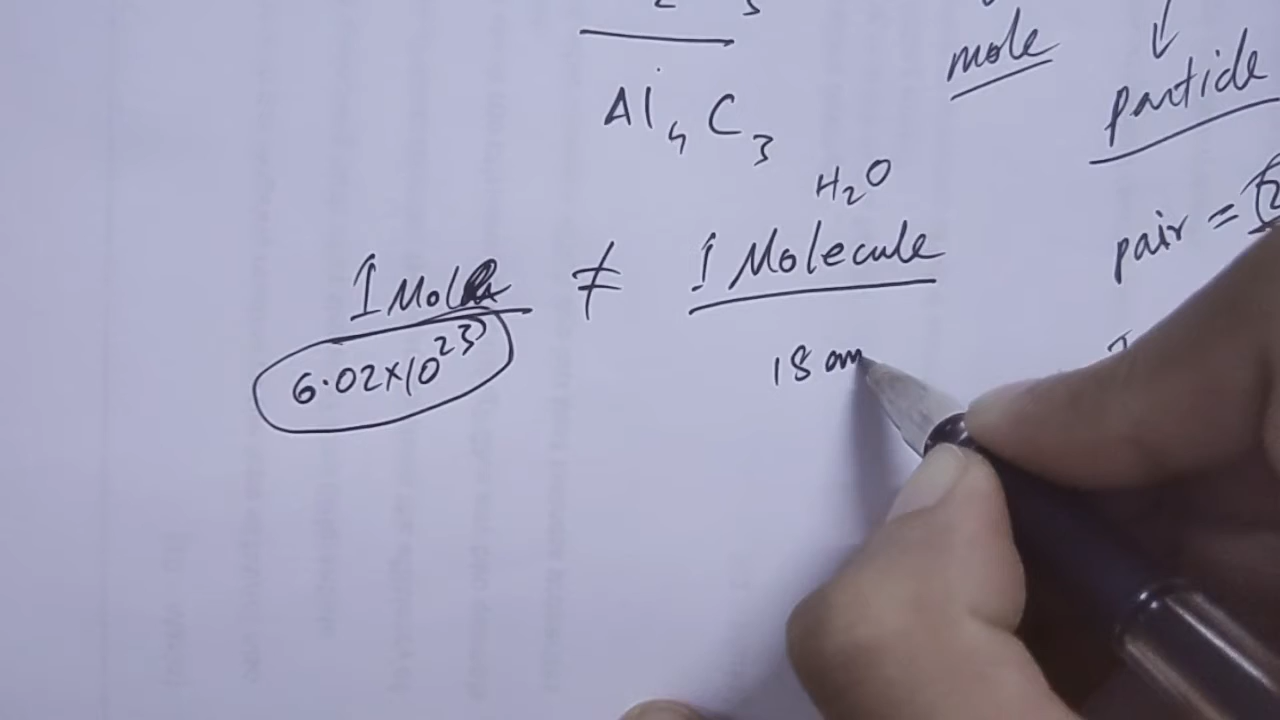 mole
particle
Al4C3
H2O
pair =
1 Mole ≠ 1 Molecule
6.02×10^23
18 am